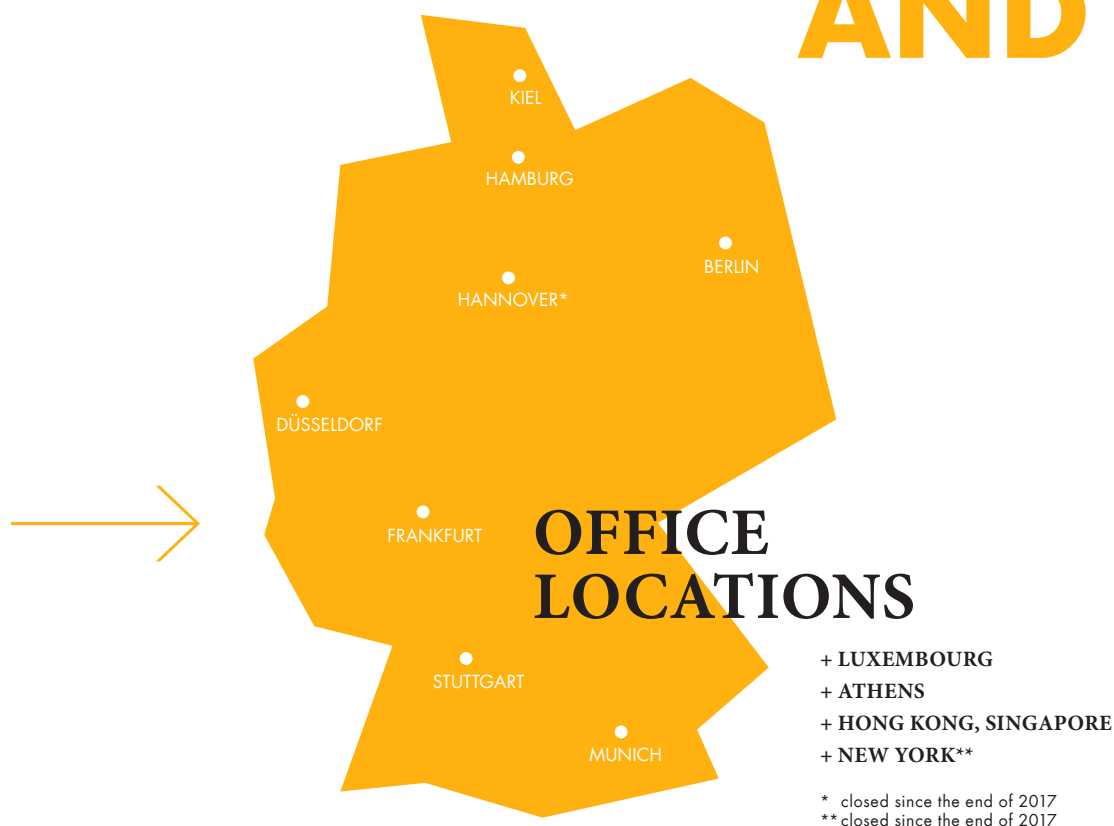 AND
KIEL
HAMBURG
BERLIN
HANNOVER*
DÜSSELDORF
FRANKFURT
OFFICE
LOCATIONS
STUTTGART
MUNICH
+ LUXEMBOURG
+ ATHENS
+ HONG KONG, SINGAPORE
+ NEW YORK**
* closed since the end of 2017
** closed since the end of 2017